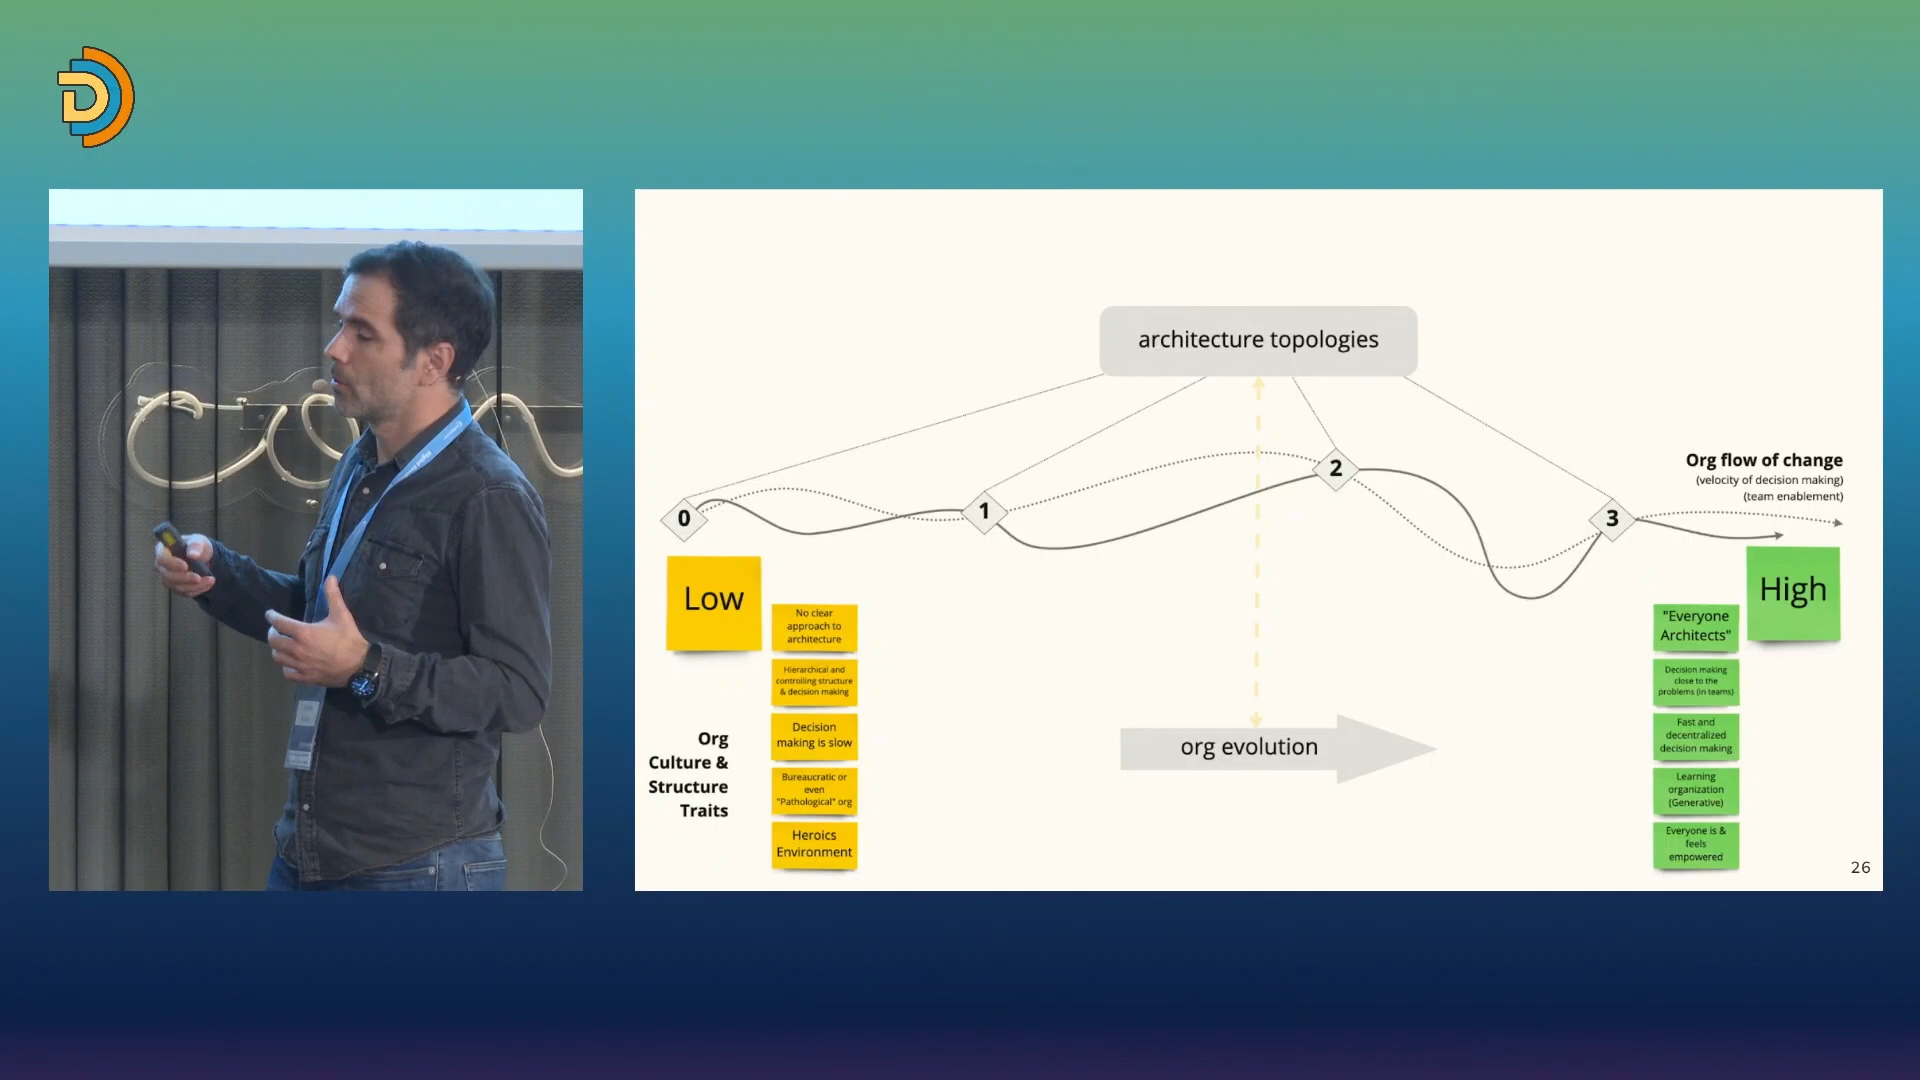 architecture topologies
0
1
2
3
Org flow of change
(velocity of decision making)
(team enablement)
Low
High
No clear
approach to
architecture
Hierarchical and
controlling structure
& decision making
Decision
making is slow
Bureaucratic or
even
"Pathological" org
Heroics
Environment
Org
Culture &
Structure
Traits
org evolution
"Everyone
Architects"
Decision making
close to the
problems (in teams)
Fast and
decentralized
decision making
Learning
organization
(Generative)
Everyone is &
feels
empowered
26